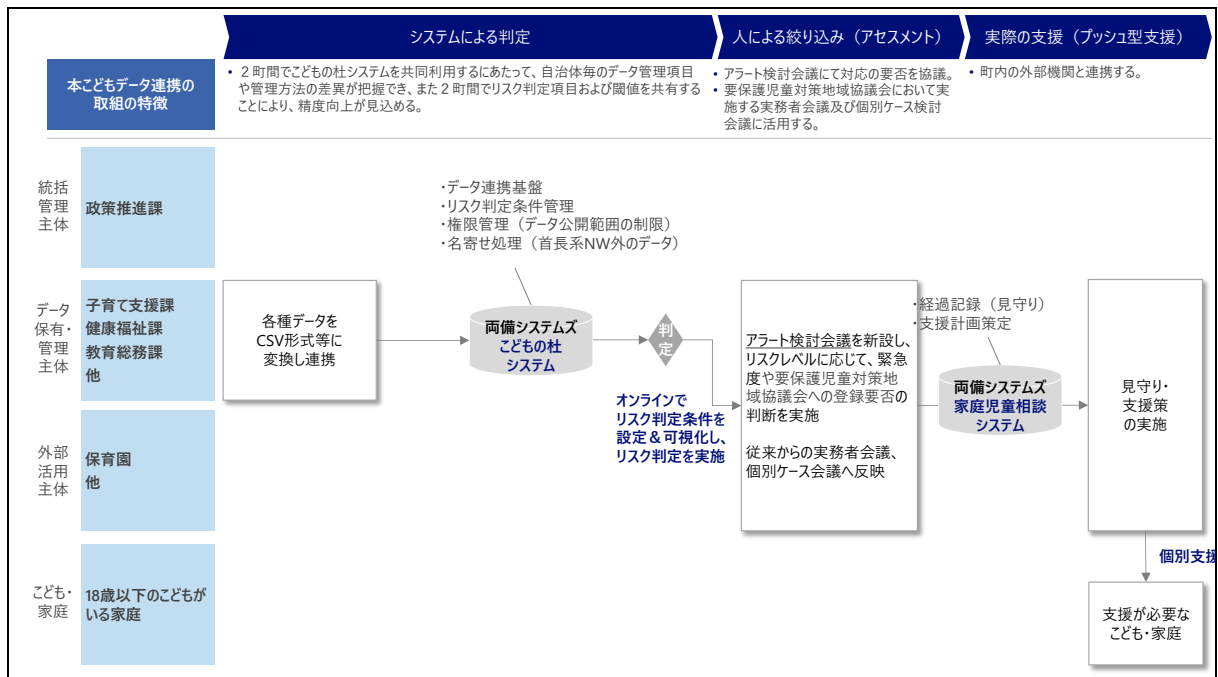 システムによる判定
人による絞り込み（アセスメント）
実際の支援（プッシュ型支援）
本こどもデータ連携の
取組の特徴
• ２町間でこどもの杜システムを共同利用するにあたって、自治体毎のデータ管理項目
や管理方法の差異が把握でき、また２町間でリスク判定項目および閾値を共有する
ことにより、精度向上が見込める。
• アラート検討会議にて対応の要否を協議。
• 要保護児童対策地域協議会において実
施する実務者会議及び個別ケース検討
会議に活用する。
• 町内の外部機関と連携する。
統括
管理
主体
政策推進課
・データ連携基盤
・リスク判定条件管理
・権限管理（データ公開範囲の制限）
・名寄せ処理（首長系NW外のデータ）
データ
保有・
管理
主体
子育て支援課
健康福祉課
教育総務課
他
各種データを
CSV形式等に
変換し連携
両備システムズ
こどもの杜
システム
判
定
オンラインで
リスク判定条件を
設定＆可視化し、
リスク判定を実施
アラート検討会議を新設し、
リスクレベルに応じて、緊急
度や要保護児童対策地
域協議会への登録要否の
判断を実施
従来からの実務者会議、
個別ケース会議へ反映
・経過記録（見守り）
・支援計画策定
両備システムズ
家庭児童相談
システム
見守り・
支援策
の実施
外部
活用
主体
保育園
他
個別支援
こども・
家庭
18歳以下のこどもが
いる家庭
支援が必要な
こども・家庭